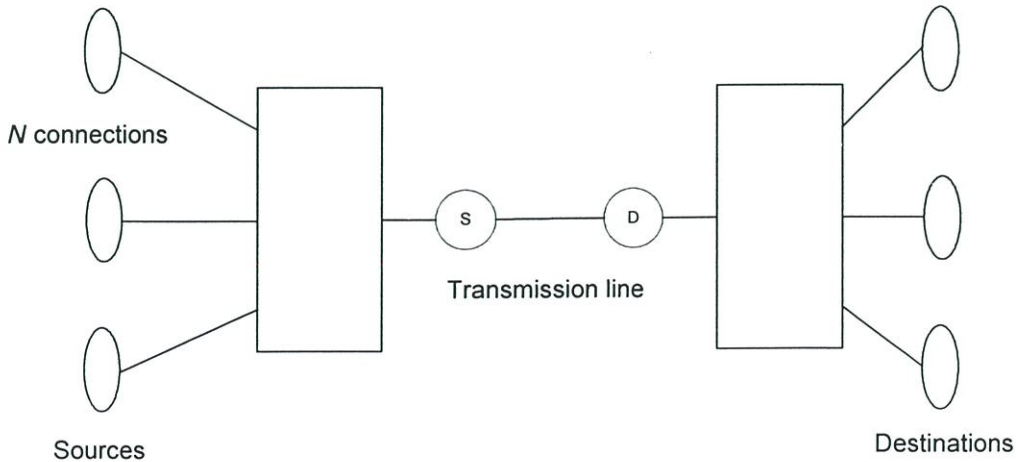 N connections
S
D
Transmission line
Sources
Destinations